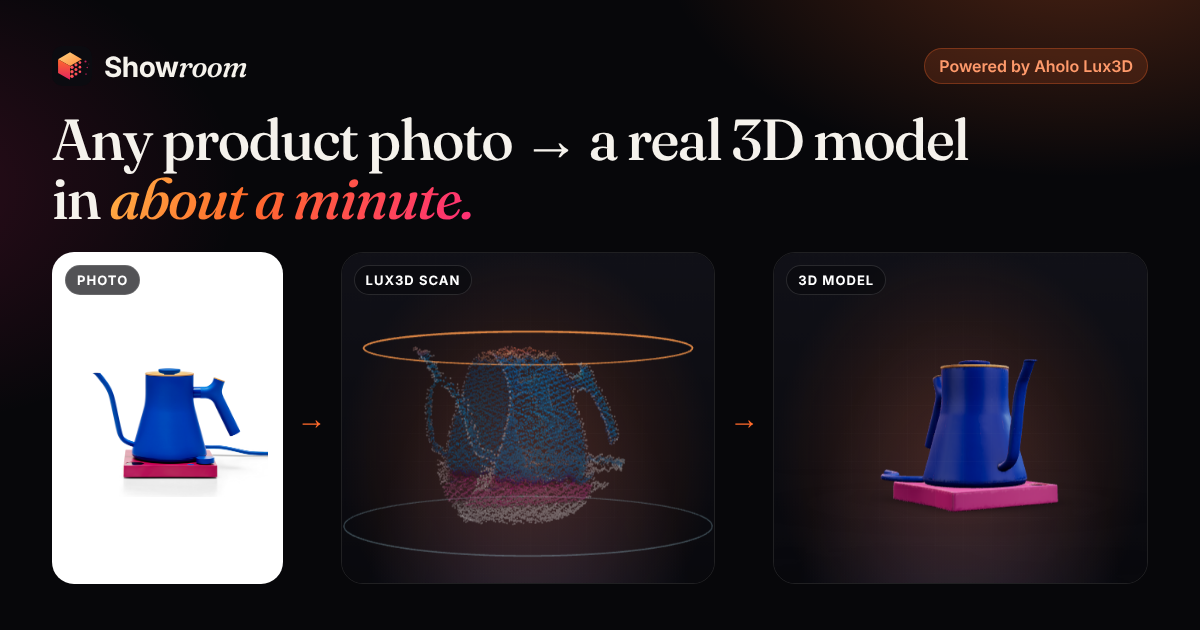 Showroom
Powered by Aholo Lux3D
Any product photo → a real 3D model
in about a minute.
PHOTO
LUX3D SCAN
3D MODEL